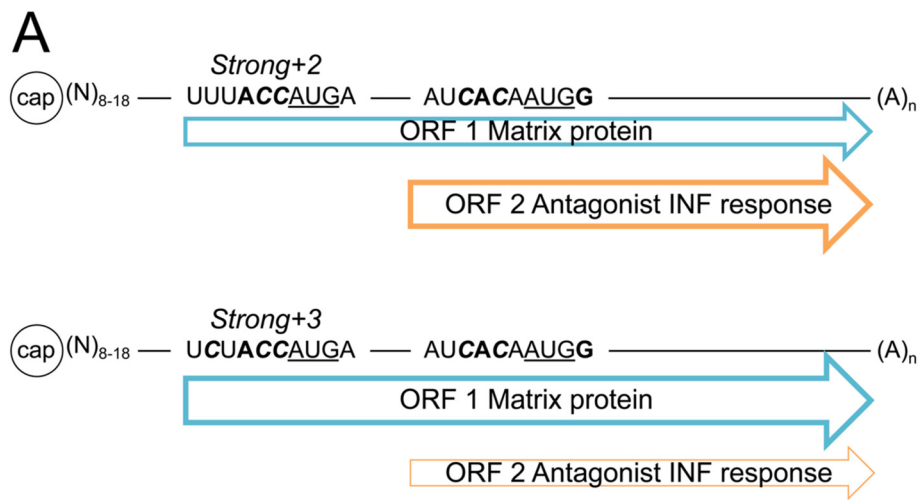 A
Strong+2
cap (N)8-18 — UUUACCAUGA — AUCACAAUGG — (A)n
ORF 1 Matrix protein
ORF 2 Antagonist INF response
Strong+3
cap (N)8-18 — UCUACCAUGA — AUCACAAUGG — (A)n
ORF 1 Matrix protein
ORF 2 Antagonist INF response